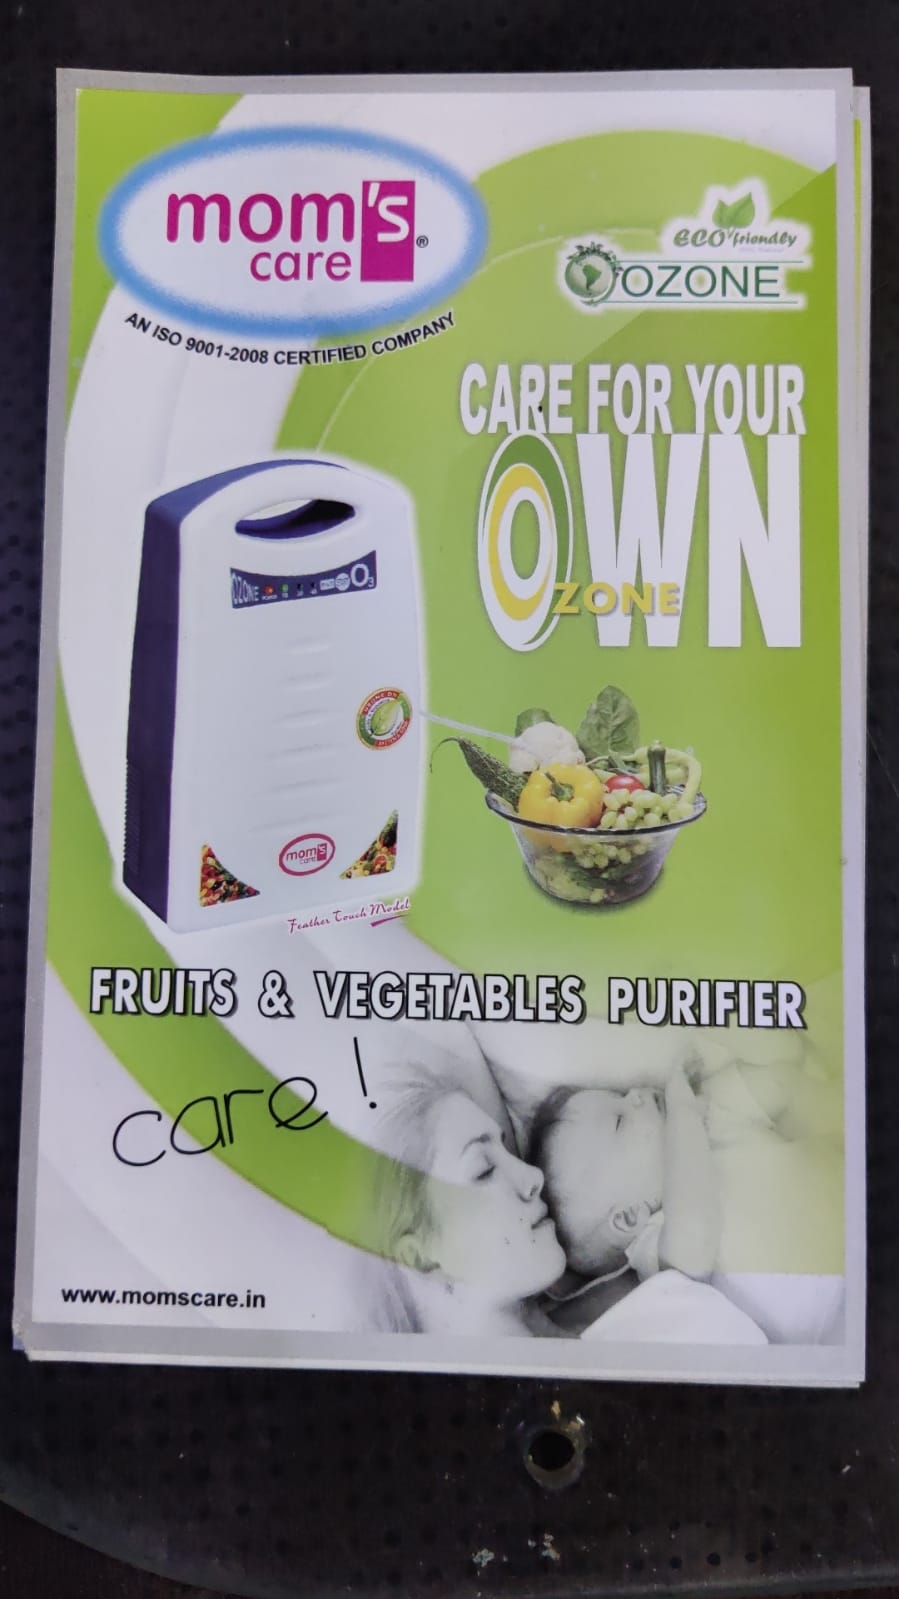 mom's
care®
AN ISO 9001-2008 CERTIFIED COMPANY
ECO friendly
OZONE
CARE FOR YOUR
OWN
ZONE
OZONE
O3
mom's
care
Feather Touch Model
FRUITS & VEGETABLES PURIFIER
care!
www.momscare.in